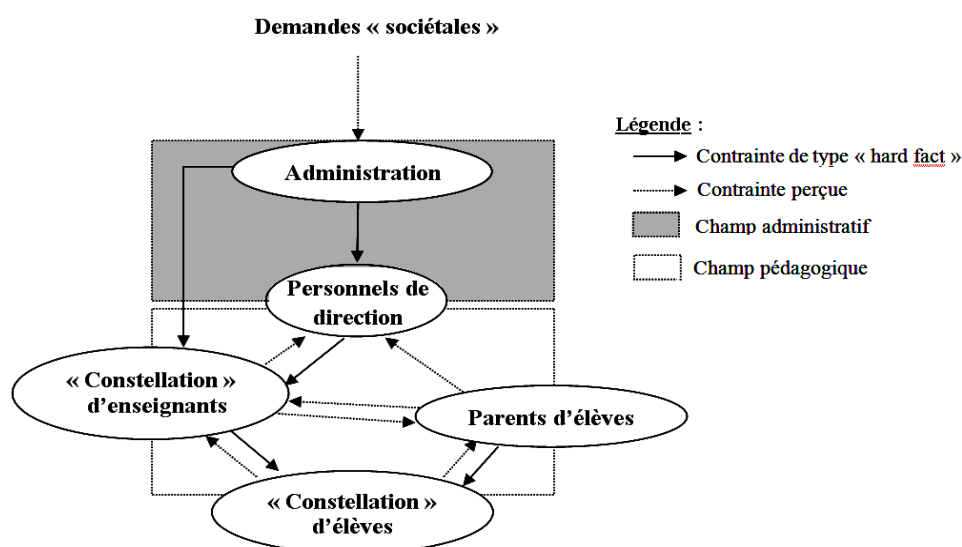 Demandes « sociétales »
Administration
Personnels de
direction
« Constellation »
d'enseignants
Parents d'élèves
« Constellation »
d'élèves
Légende :
Contrainte de type « hard fact »
Contrainte perçue
Champ administratif
Champ pédagogique